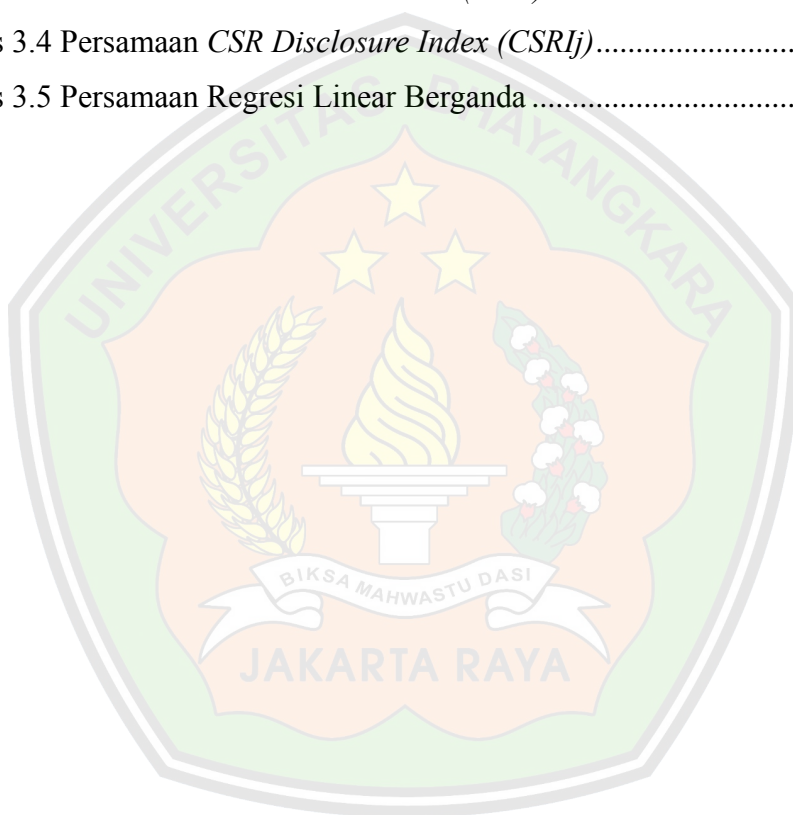 s 3.4 Persamaan CSR Disclosure Index (CSRIj)...........................
s 3.5 Persamaan Regresi Linear Berganda .................................
UNIVERSITAS BHAYANGKARA
BIKSA MAHWASTU DASI
JAKARTA RAYA